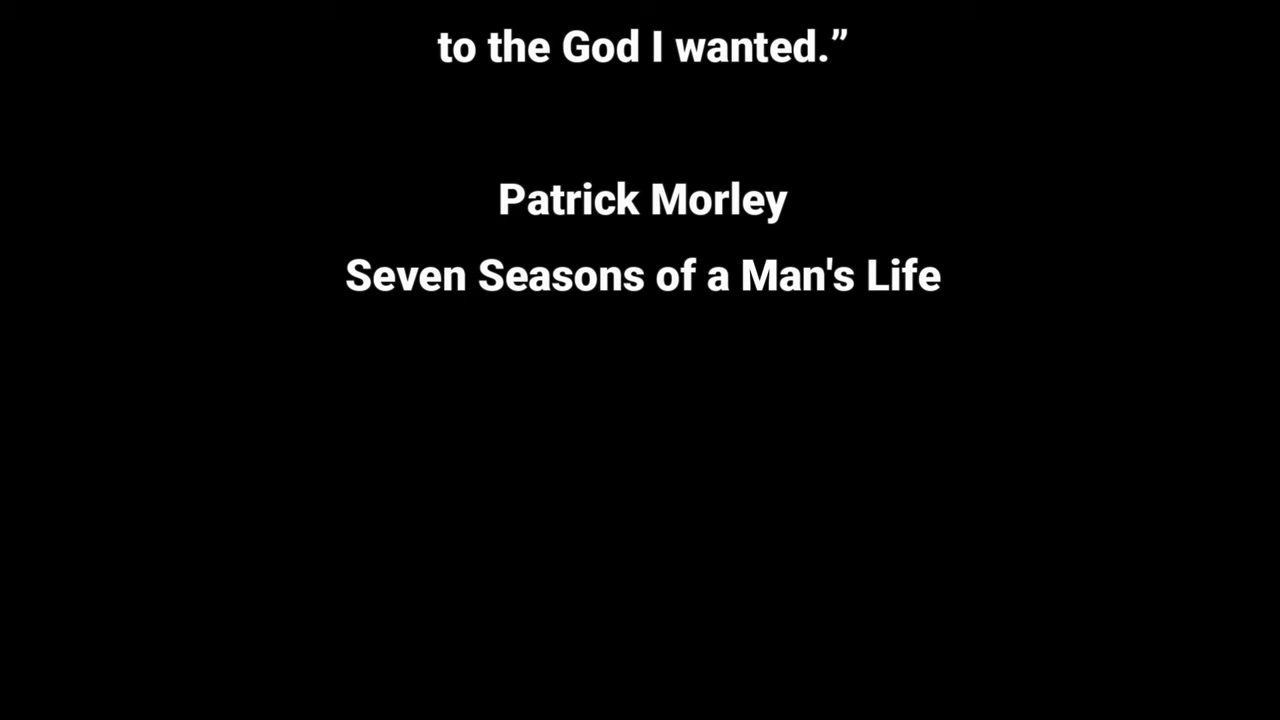 to the God I wanted.”
Patrick Morley
Seven Seasons of a Man's Life